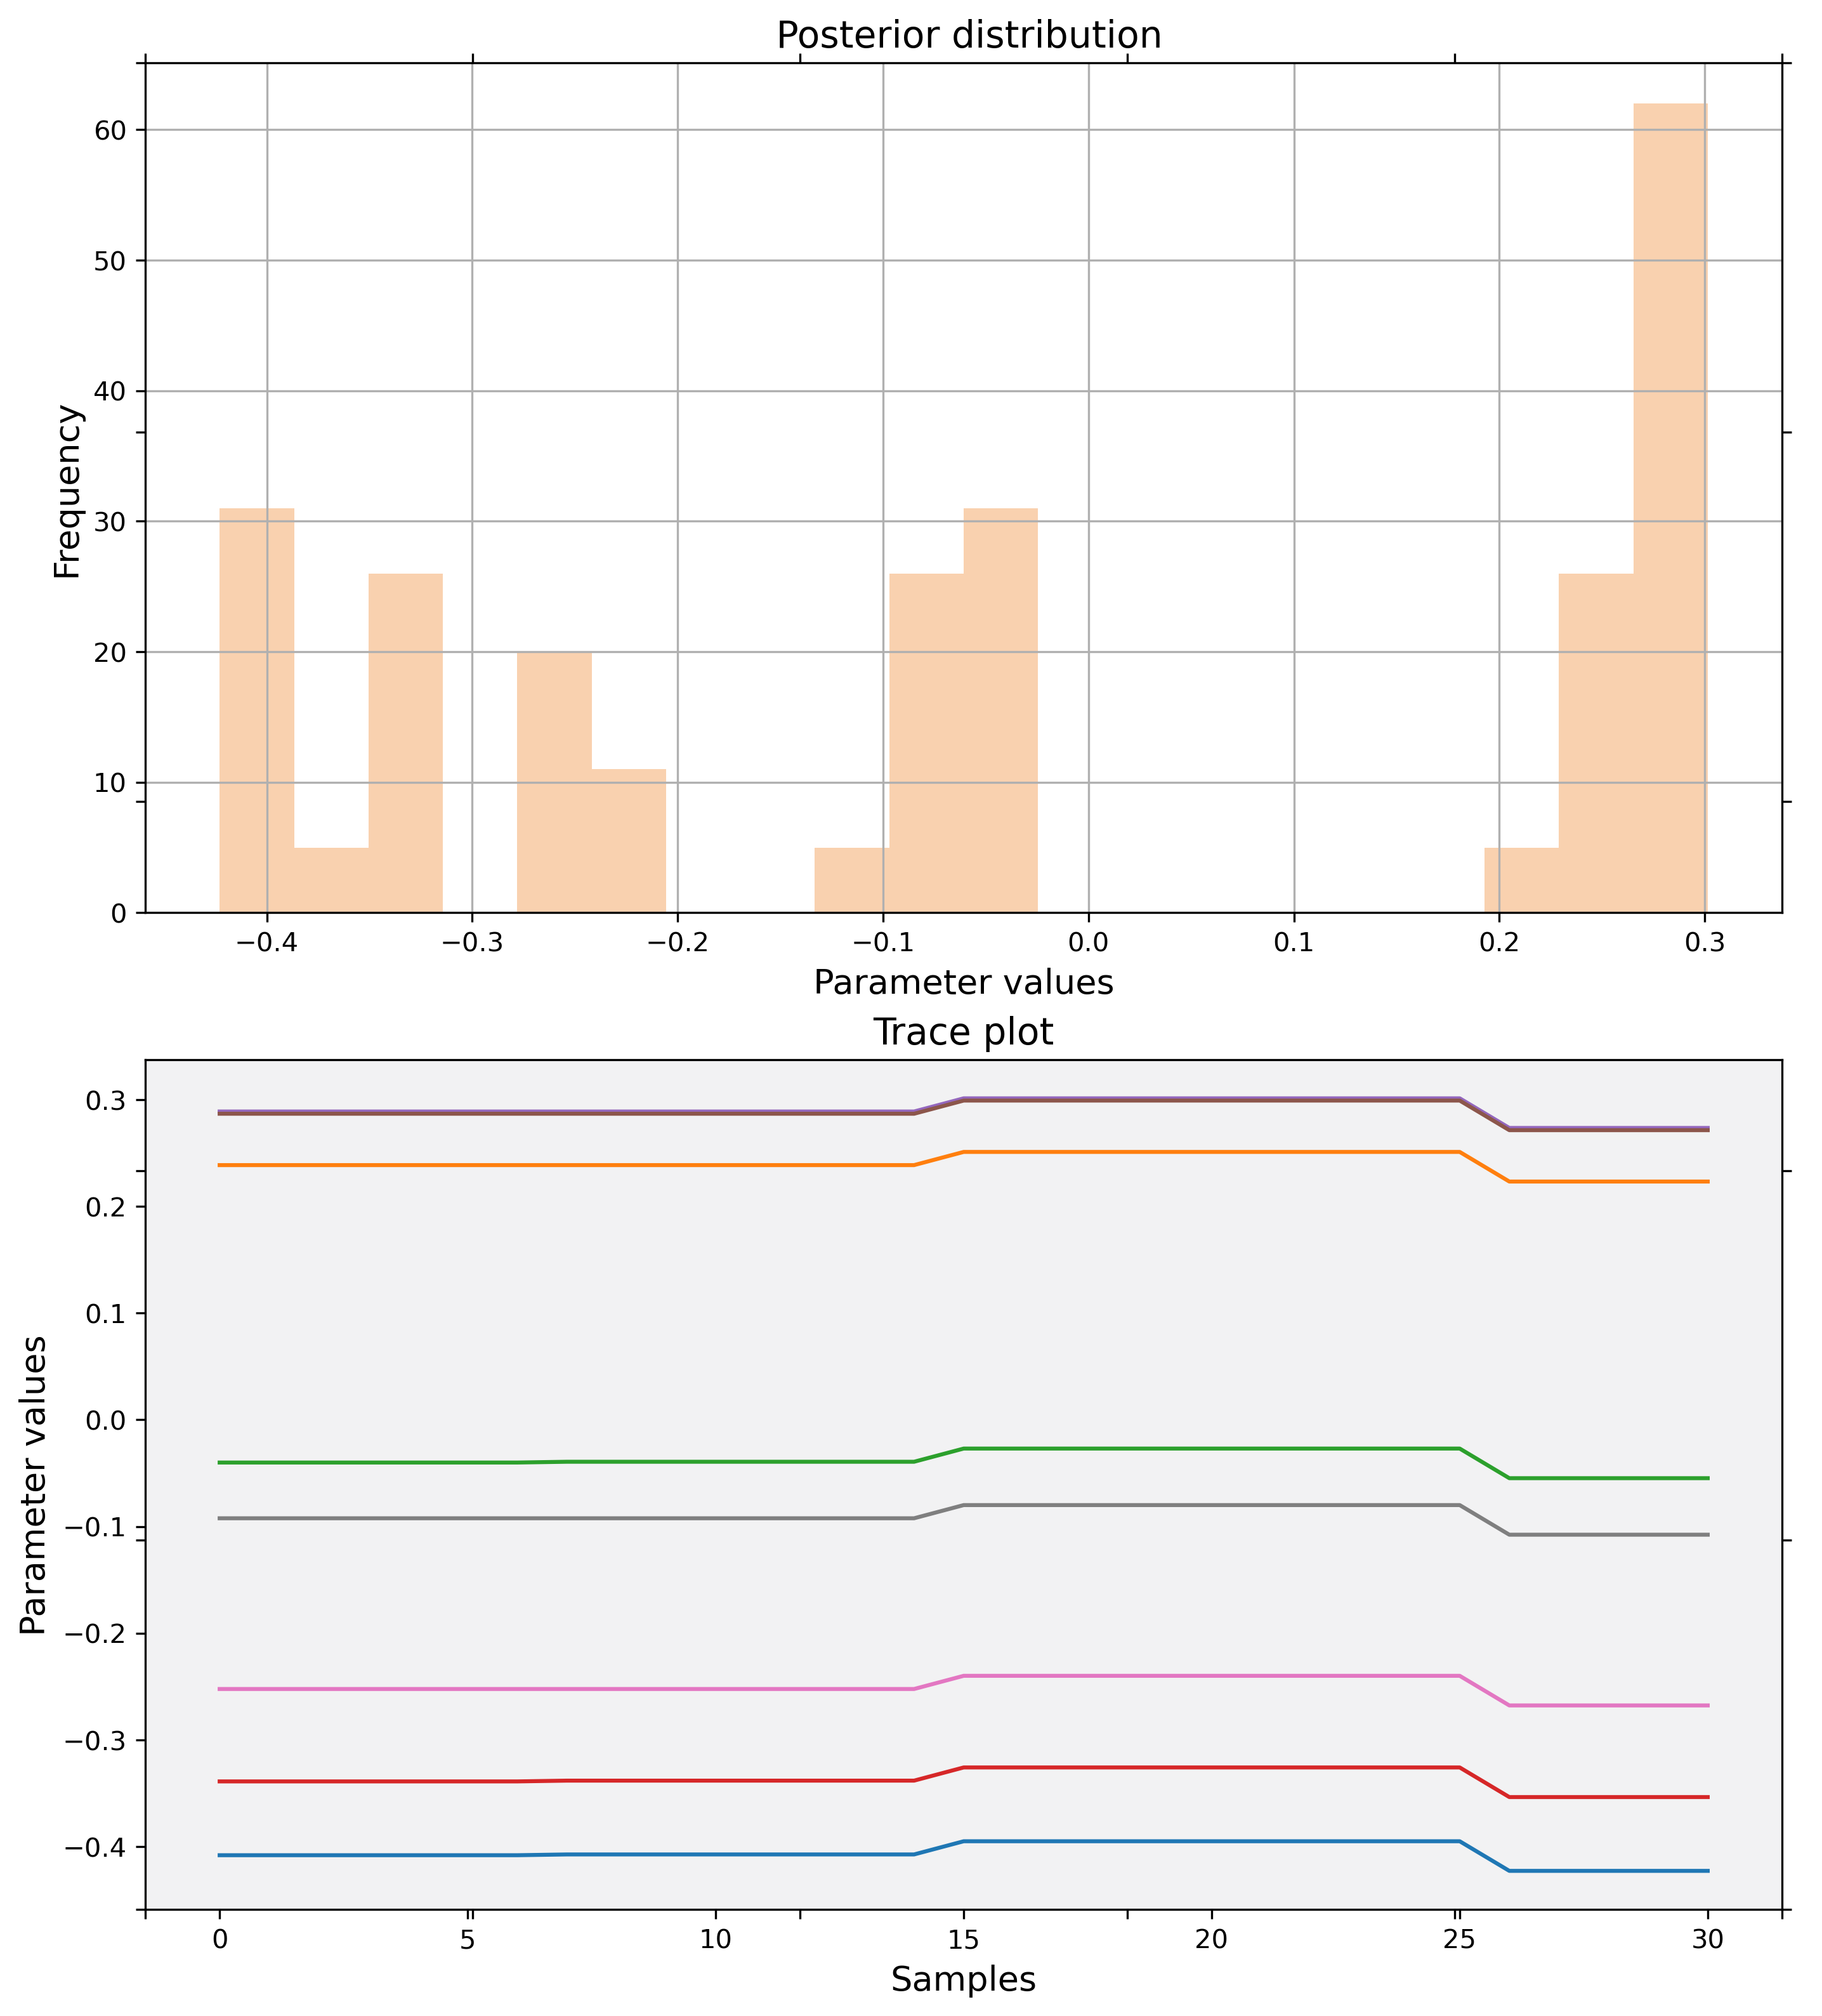 Posterior distribution
60
50
40
30
20
10
0
Frequency
−0.4 −0.3 −0.2 −0.1 0.0 0.1 0.2 0.3
Parameter values
Trace plot
0.3
0.2
0.1
0.0
−0.1
−0.2
−0.3
−0.4
Parameter values
0 5 10 15 20 25 30
Samples